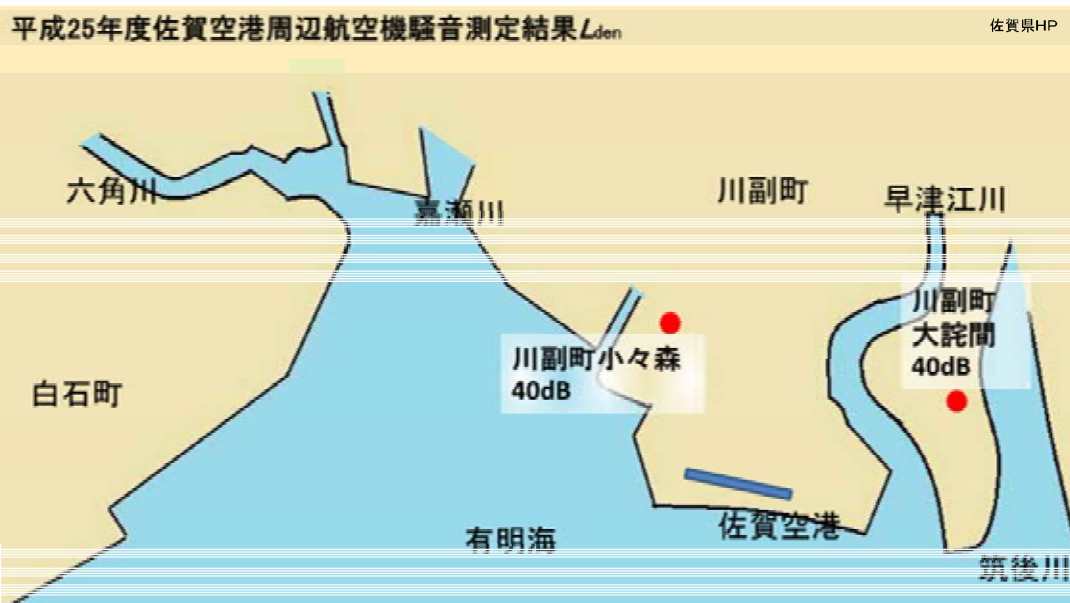 平成25年度佐賀空港周辺航空機騒音測定結果Lden
佐賀県HP
六角川
嘉瀬川
川副町
早津江川
川副町
大詫間
40dB
川副町小々森
40dB
白石町
佐賀空港
有明海
筑後川